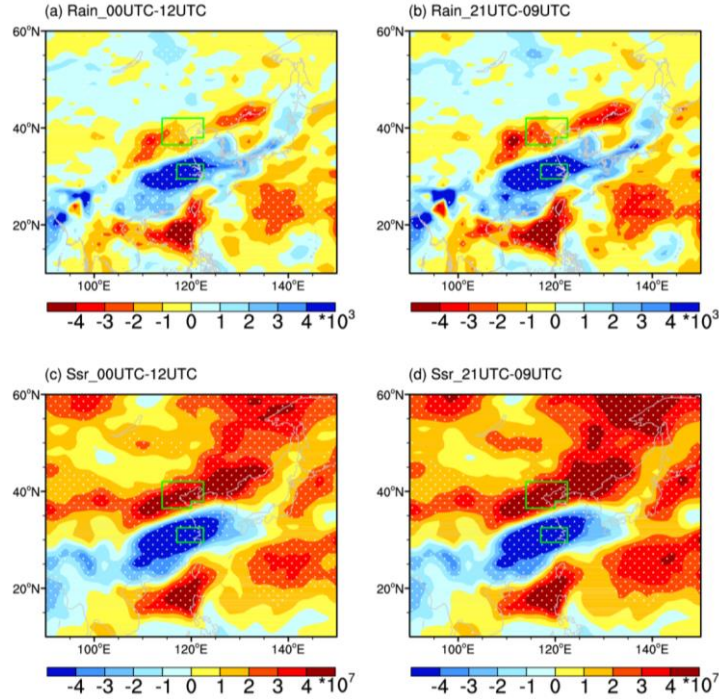 (a) Rain_00UTC-12UTC
(b) Rain_21UTC-09UTC
60°N
60°N
40°N
40°N
20°N
20°N
100°E 120°E 140°E
100°E 120°E 140°E
-4 -3 -2 -1 0 1 2 3 4 *10³
-4 -3 -2 -1 0 1 2 3 4 *10³
(c) Ssr_00UTC-12UTC
(d) Ssr_21UTC-09UTC
60°N
60°N
40°N
40°N
20°N
20°N
100°E 120°E 140°E
100°E 120°E 140°E
-4 -3 -2 -1 0 1 2 3 4 *10⁷
-4 -3 -2 -1 0 1 2 3 4 *10⁷